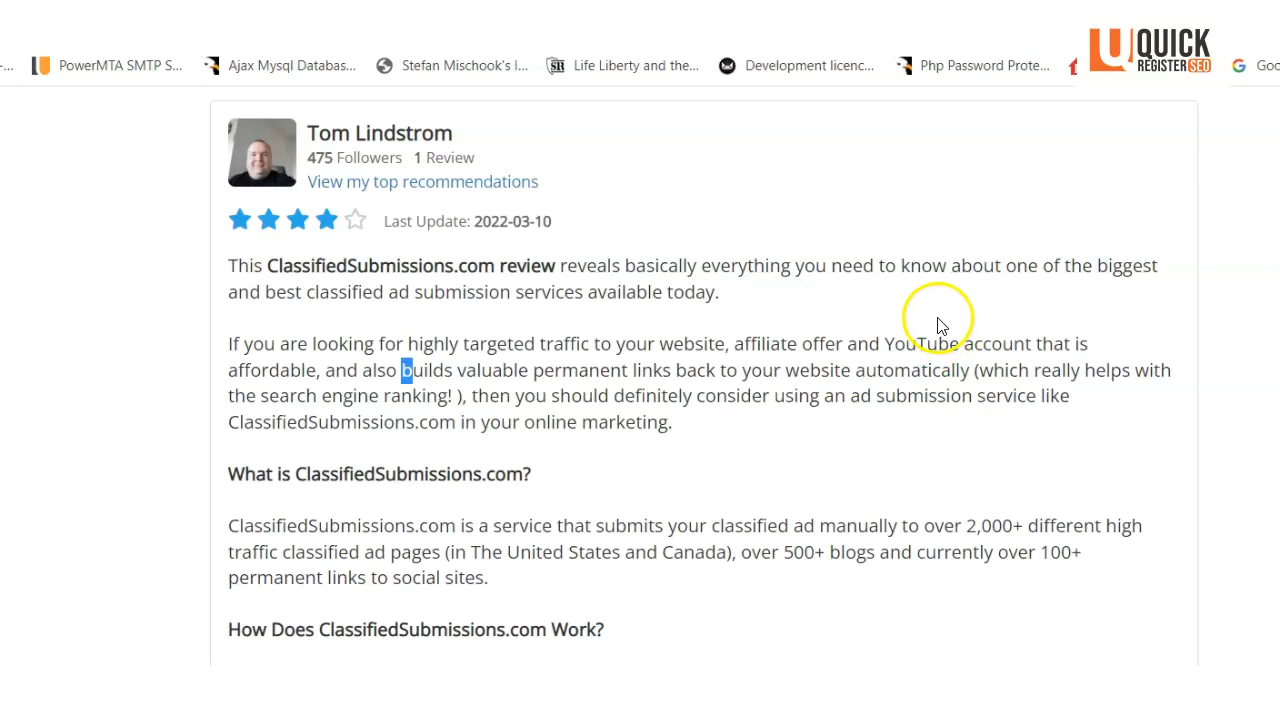 PowerMTA SMTP S...
Ajax Mysql Databas...
Stefan Mischook's I...
SR
Life Liberty and the...
Development licenc...
Php Password Prote...
QUICK
REGISTER SEO
Goo
Tom Lindstrom
475 Followers 1 Review
View my top recommendations
Last Update: 2022-03-10
This ClassifiedSubmissions.com review reveals basically everything you need to know about one of the biggest
and best classified ad submission services available today.
If you are looking for highly targeted traffic to your website, affiliate offer and YouTube account that is
affordable, and also builds valuable permanent links back to your website automatically (which really helps with
the search engine ranking! ), then you should definitely consider using an ad submission service like
ClassifiedSubmissions.com in your online marketing.
What is ClassifiedSubmissions.com?
ClassifiedSubmissions.com is a service that submits your classified ad manually to over 2,000+ different high
traffic classified ad pages (in The United States and Canada), over 500+ blogs and currently over 100+
permanent links to social sites.
How Does ClassifiedSubmissions.com Work?